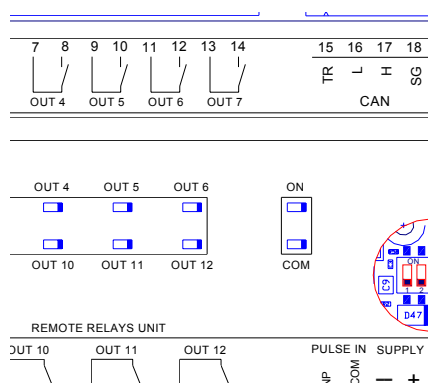 7 8 9 10 11 12 13 14 15 16 17 18
TR L H SG
OUT 4 OUT 5 OUT 6 OUT 7 CAN
OUT 4 OUT 5 OUT 6 ON
OUT 10 OUT 11 OUT 12 COM
ON
C9
1 2
D47
REMOTE RELAYS UNIT
OUT 10 OUT 11 OUT 12 PULSE IN SUPPLY
NP COM − +